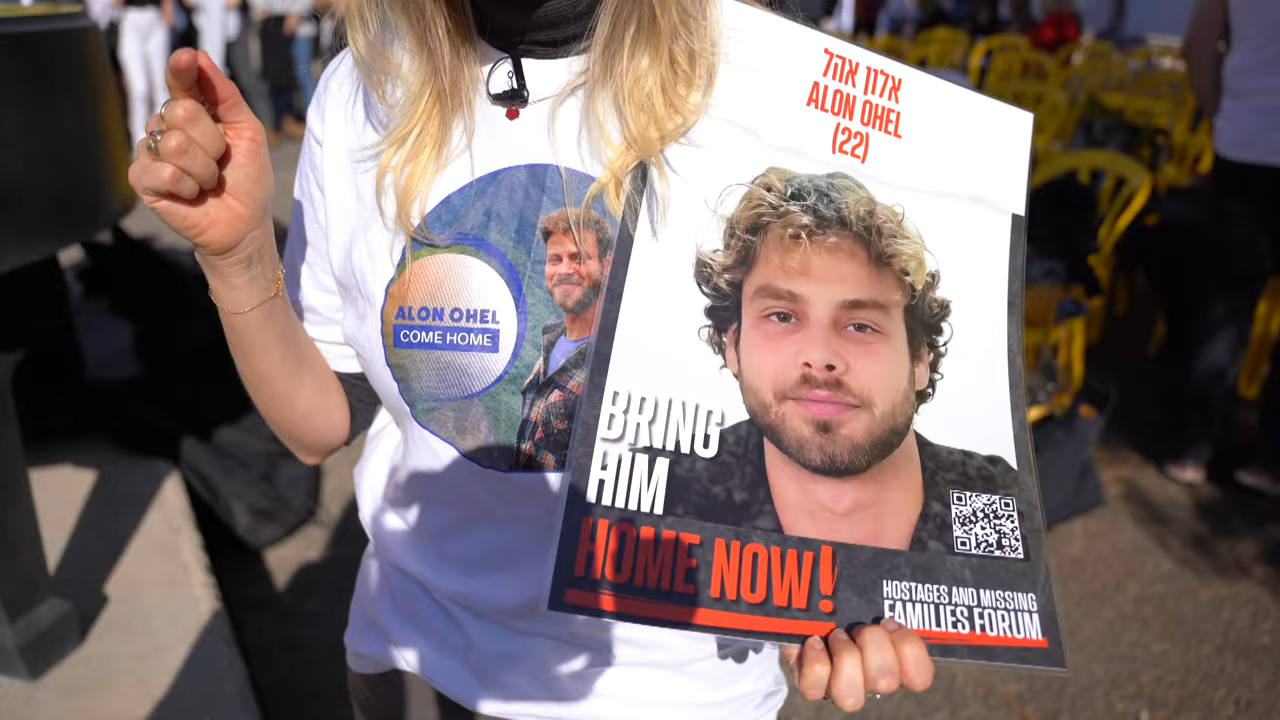 אלון אהל
ALON OHEL
(22)
ALON OHEL
COME HOME
BRING
HIM
HOME NOW!
HOSTAGES AND MISSING
FAMILIES FORUM